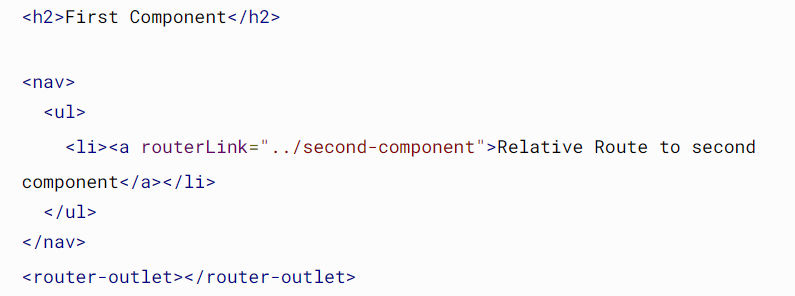 <h2>First Component</h2>
<nav>
<ul>
<li><a routerLink="../second-component">Relative Route to second
component</a></li>
</ul>
</nav>
<router-outlet></router-outlet>